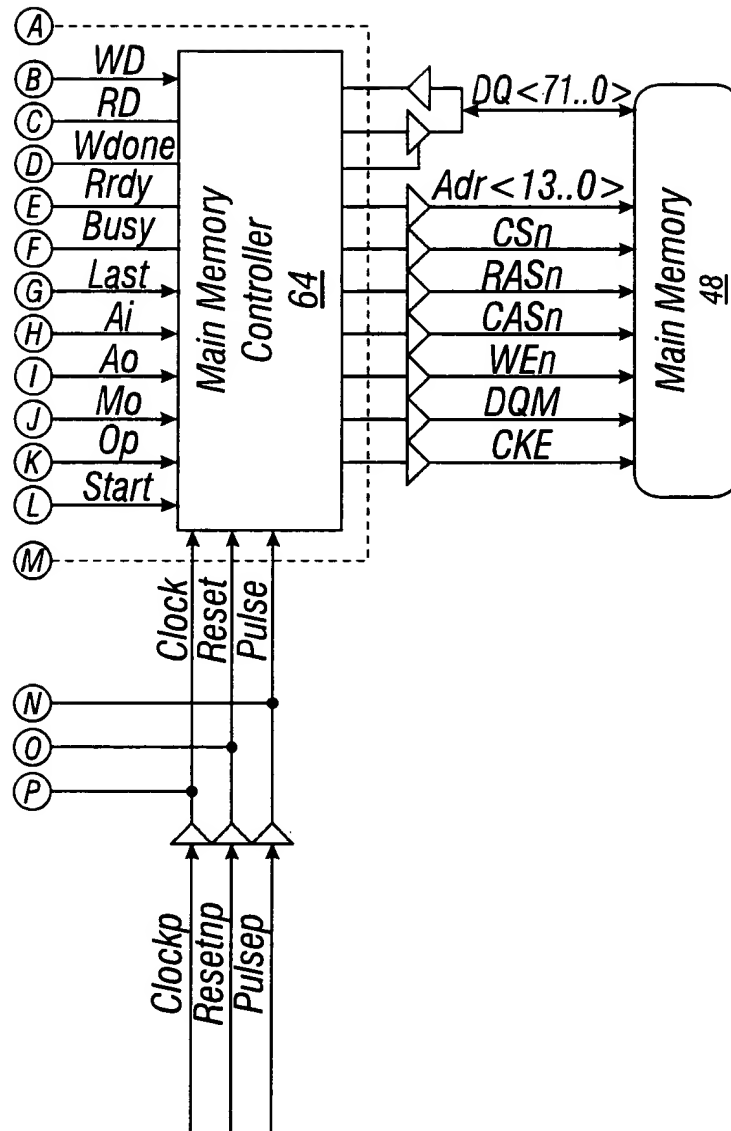 A
B WD
C RD
D Wdone
E Rrdy
F Busy
G Last
H Ai
I Ao
J Mo
K Op
L Start
M
Main Memory
Controller
64
DQ<71..0>
Adr<13..0>
CSn
RASn
CASn
WEn
DQM
CKE
Main Memory
48
Clock
Reset
Pulse
N
O
P
Clockp
Resetnp
Pulsep